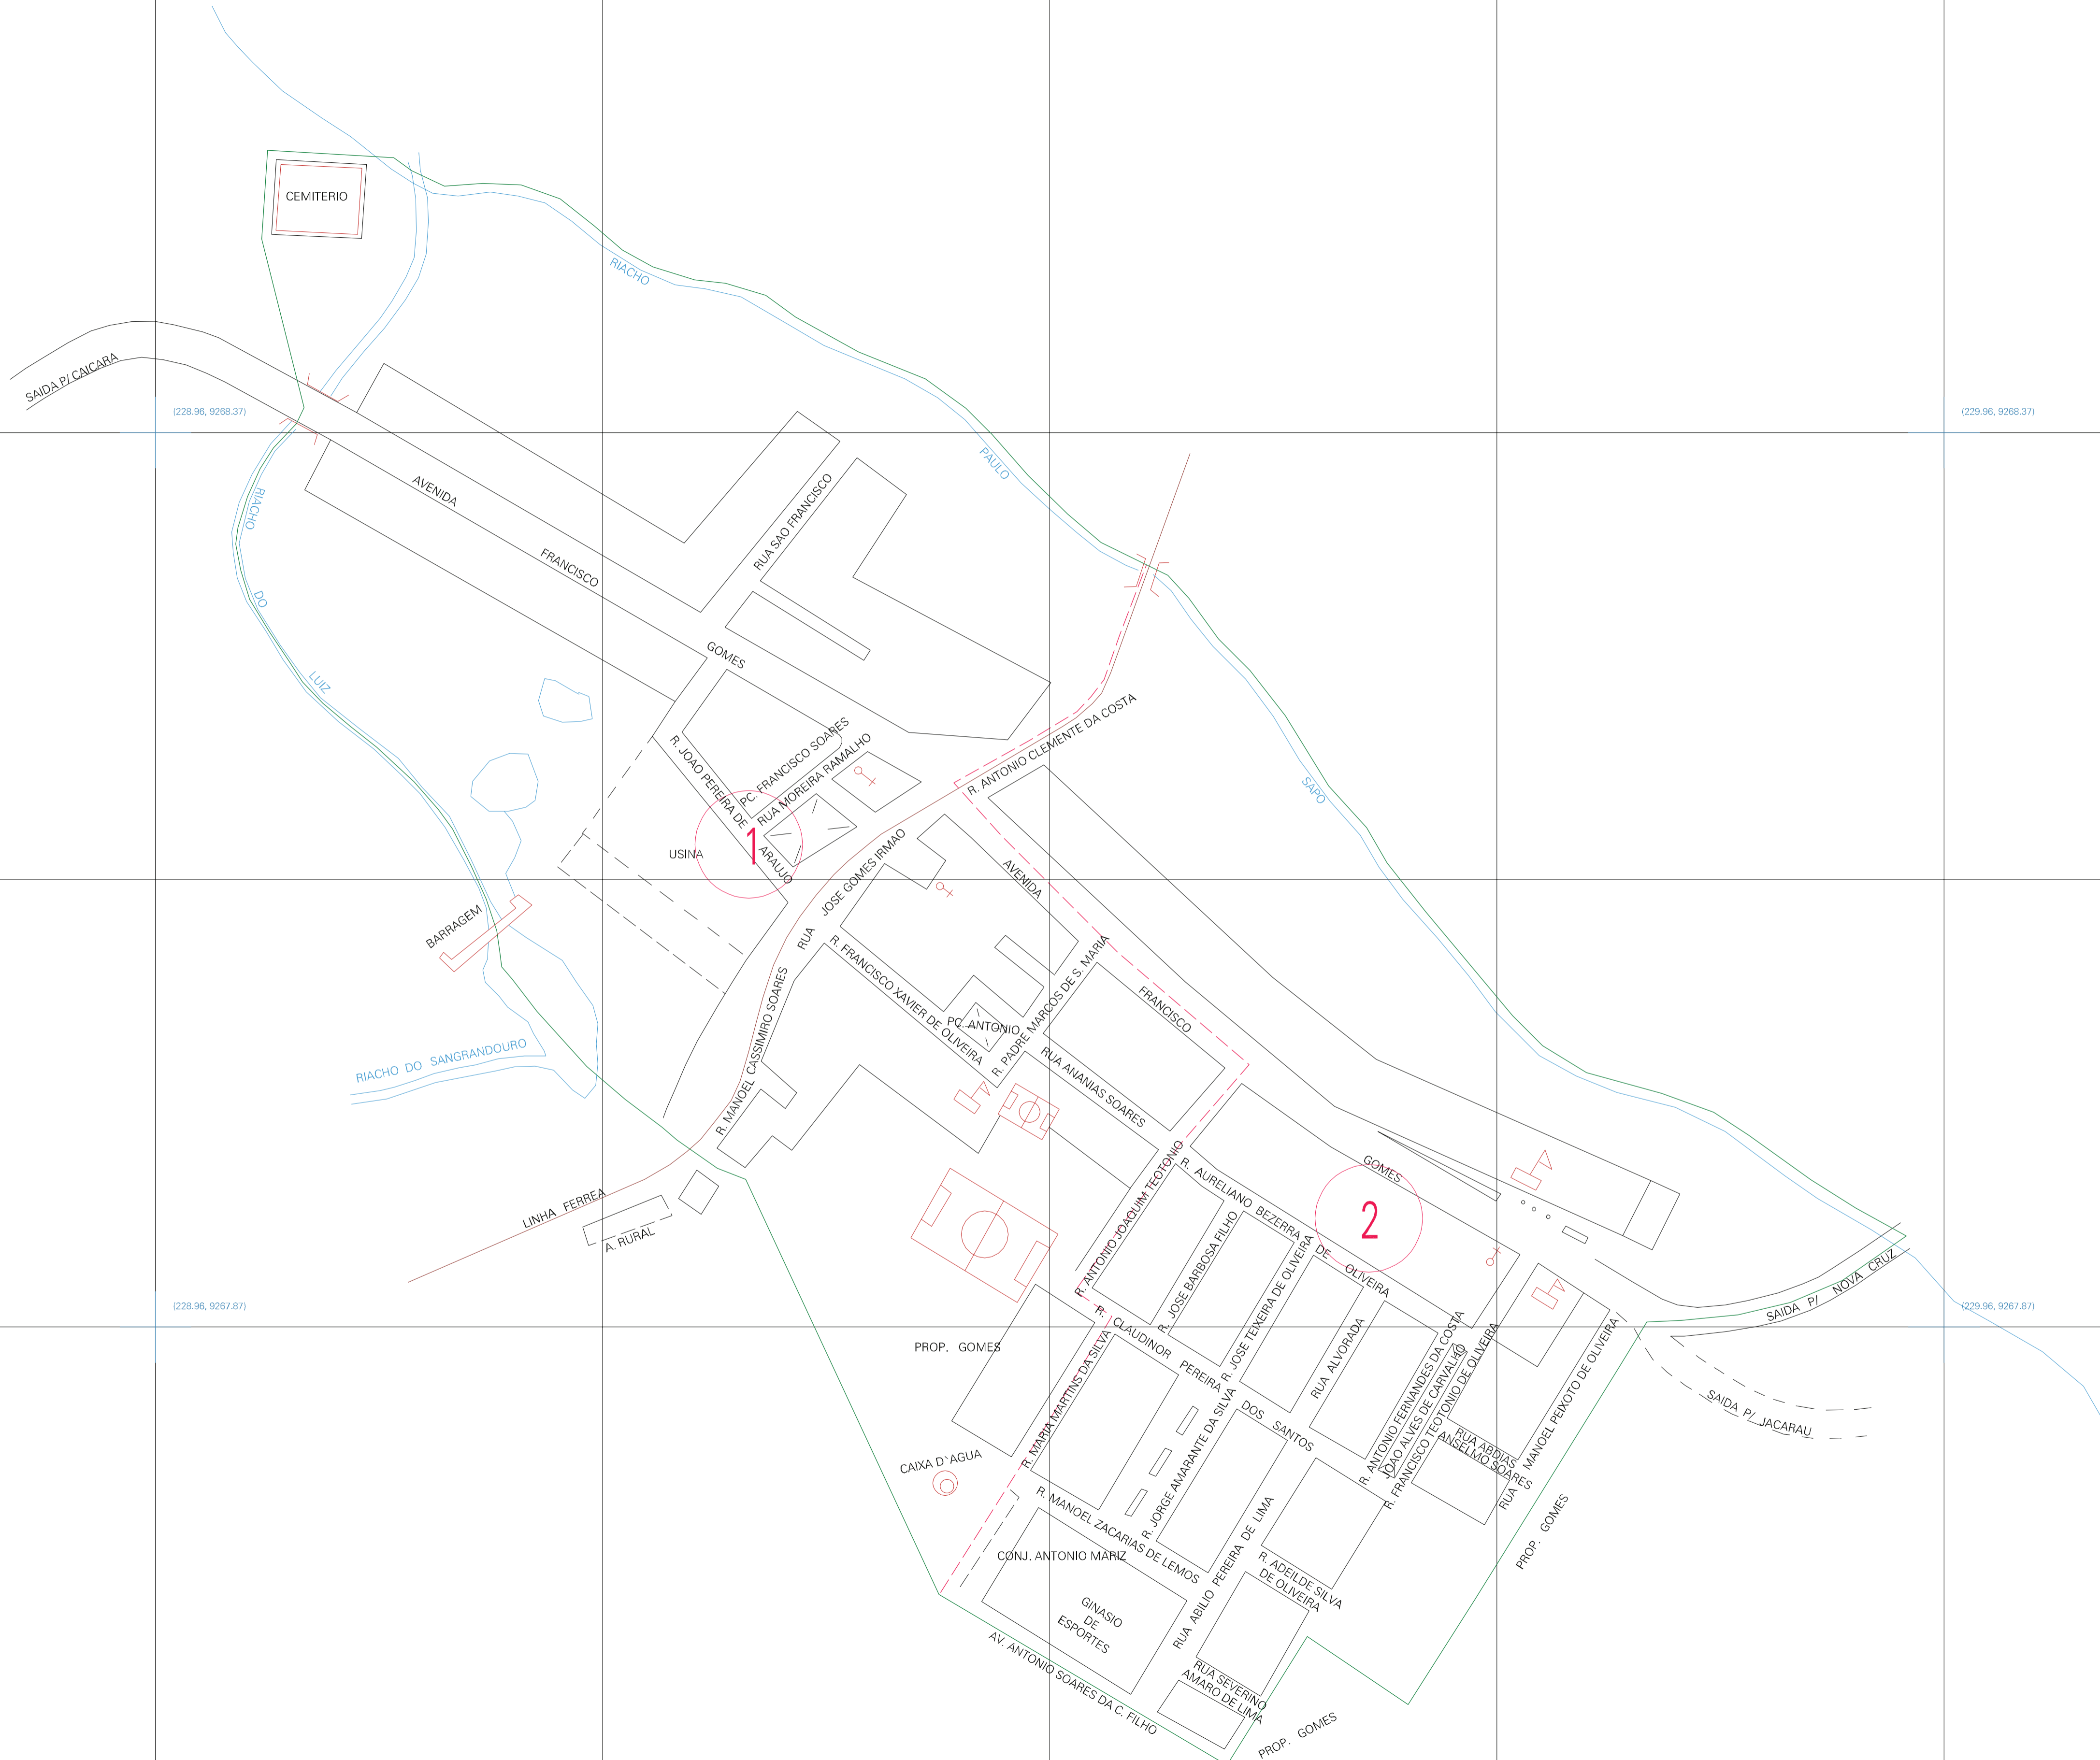 CEMITERIO
RIACHO
SAIDA P/ CAICARA
(228.96, 9268.37)
(229.96, 9268.37)
AVENIDA
RUA SAO FRANCISCO
PAULO
RIACHO
FRANCISCO
DO
GOMES
LUIZ
R. ANTONIO CLEMENTE DA COSTA
PC. FRANCISCO SOARES
RUA MOREIRA RAMALHO
R. JOAO PEREIRA DE
ARAUJO
SAPO
1
USINA
RUA JOSE GOMES IRMAO
AVENIDA
BARRAGEM
R. FRANCISCO XAVIER DE OLIVEIRA
R. PADRE MARCOS DE S. MARIA
FRANCISCO
PC. ANTONIO
R. MANOEL CASSIMIRO SOARES
RUA ANANIAS SOARES
RIACHO DO SANGRANDOURO
GOMES
R. ANTONIO JOAQUIM TEOTONIO
R. AURELIANO BEZERRA DE OLIVEIRA
2
LINHA FERREA
A. RURAL
R. JOSE BARBOSA FILHO
R. JOSE TEIXEIRA DE OLIVEIRA
SAIDA P/ NOVA CRUZ
(228.96, 9267.87)
(229.96, 9267.87)
R. CLAUDINOR PEREIRA DOS SANTOS
PROP. GOMES
R. MARIA MARTINS DA SILVA
RUA ALVORADA
R. ANTONIO FERNANDES DA COSTA
JOAO ALVES DE CARVALHO
R. FRANCISCO TEOTONIO DE OLIVEIRA
RUA MANOEL PEIXOTO DE OLIVEIRA
SAIDA P/ JACARAU
RUA ABDIAS
ANSELMO SOARES
R. JORGE AMARANTE DA SILVA
CAIXA D`AGUA
R. MANOEL ZACARIAS DE LEMOS
RUA ABILIO PEREIRA DE LIMA
PROP. GOMES
CONJ. ANTONIO MARIZ
R. ADEILDE SILVA
DE OLIVEIRA
GINASIO
DE
ESPORTES
AV. ANTONIO SOARES DA C. FILHO
RUA SEVERINO
AMARO DE LIMA
PROP. GOMES